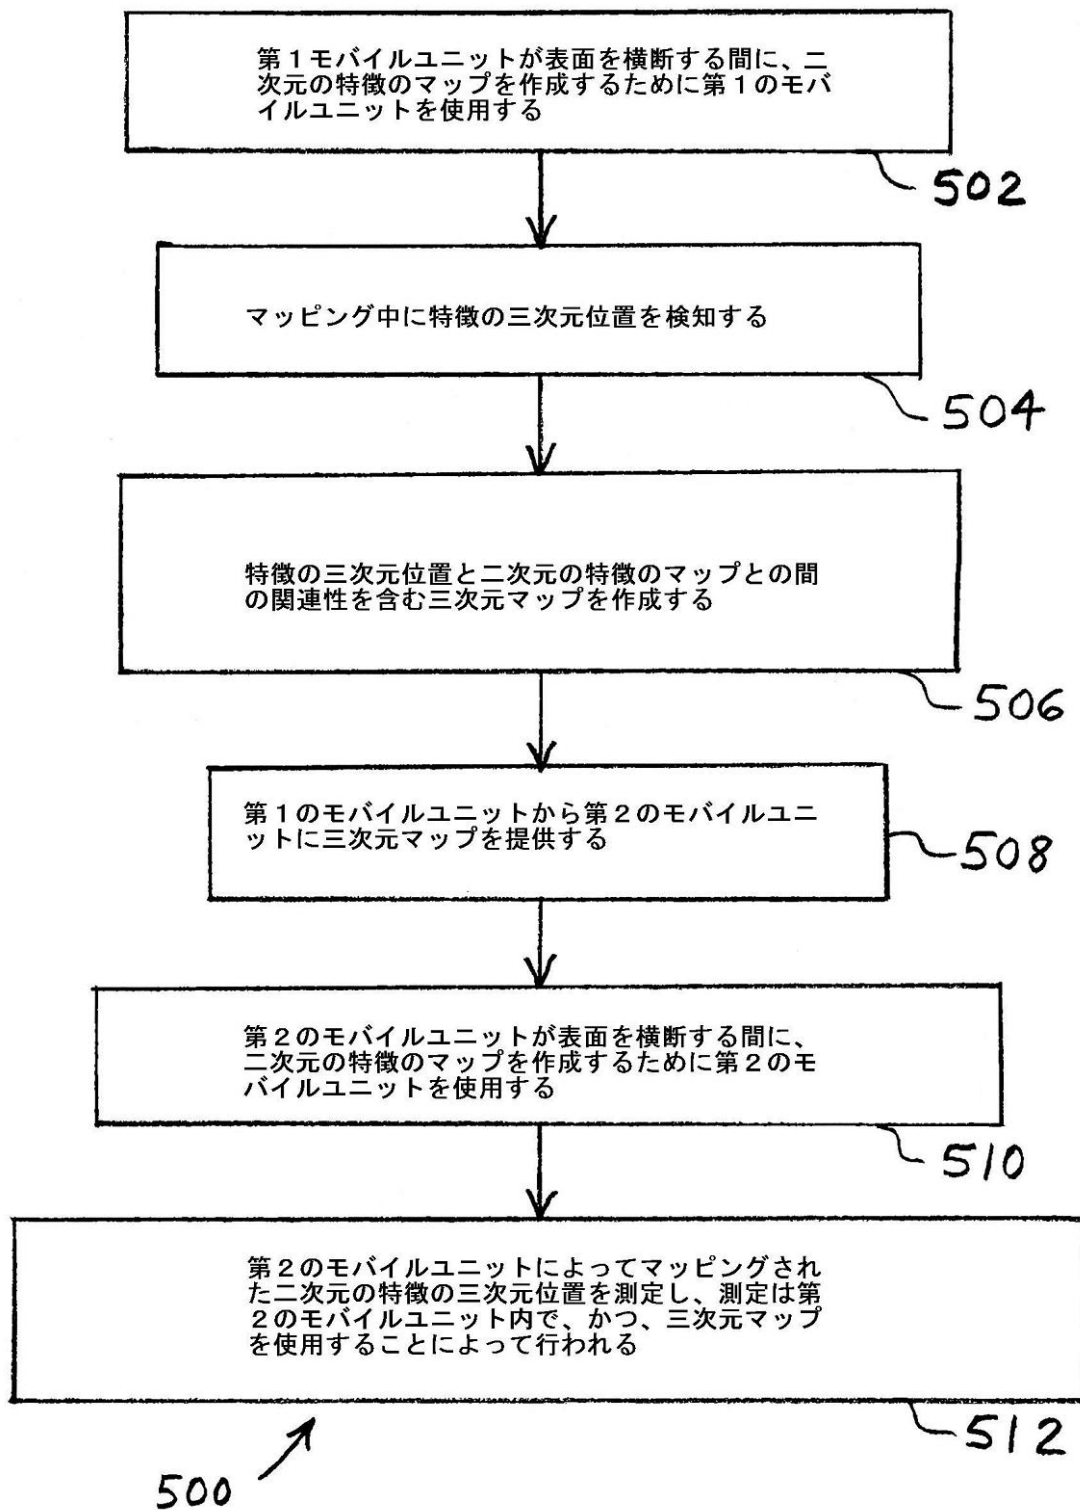 第１モバイルユニットが表面を横断する間に、二
次元の特徴のマップを作成するために第１のモバ
イルユニットを使用する
502
マッピング中に特徴の三次元位置を検知する
504
特徴の三次元位置と二次元の特徴のマップとの間
の関連性を含む三次元マップを作成する
506
第１のモバイルユニットから第２のモバイルユニ
ットに三次元マップを提供する
508
第２のモバイルユニットが表面を横断する間に、
二次元の特徴のマップを作成するために第２のモ
バイルユニットを使用する
510
第２のモバイルユニットによってマッピングされ
た二次元の特徴の三次元位置を測定し、測定は第
２のモバイルユニット内で、かつ、三次元マップ
を使用することによって行われる
512
500